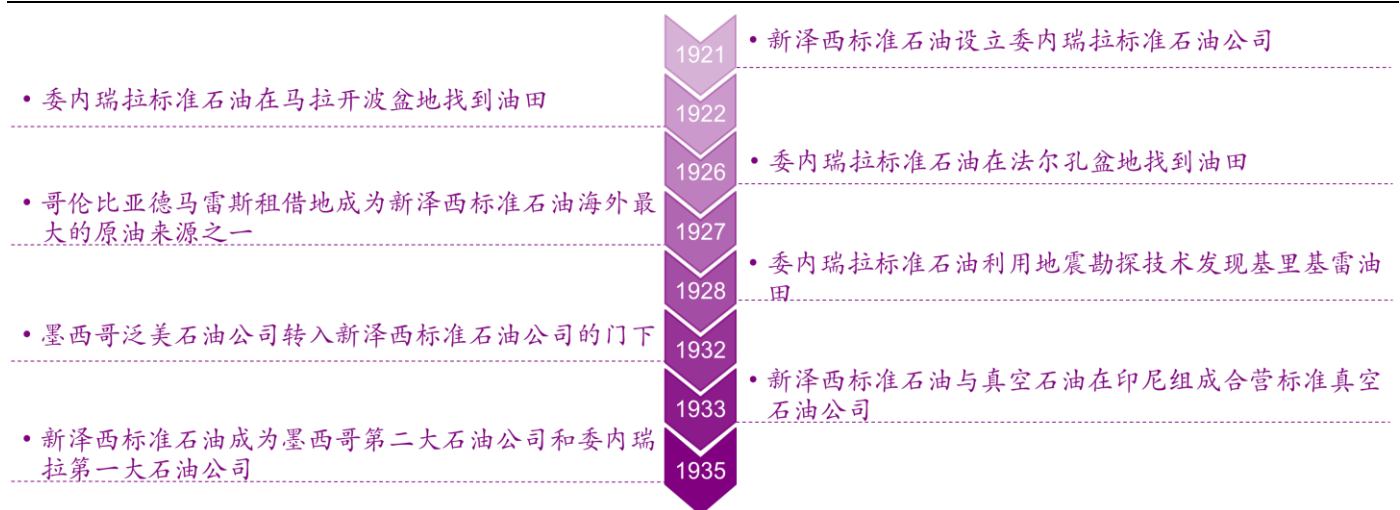 1921
• 新泽西标准石油设立委内瑞拉标准石油公司
• 委内瑞拉标准石油在马拉开波盆地找到油田
1922
1926
• 委内瑞拉标准石油在法尔孔盆地找到油田
• 哥伦比亚德马雷斯租借地成为新泽西标准石油海外最
大的原油来源之一
1927
1928
• 委内瑞拉标准石油利用地震勘探技术发现基里基雷油
田
• 墨西哥泛美石油公司转入新泽西标准石油公司的门下
1932
1933
• 新泽西标准石油与真空石油在印尼组成合营标准真空
石油公司
• 新泽西标准石油成为墨西哥第二大石油公司和委内瑞
拉第一大石油公司
1935